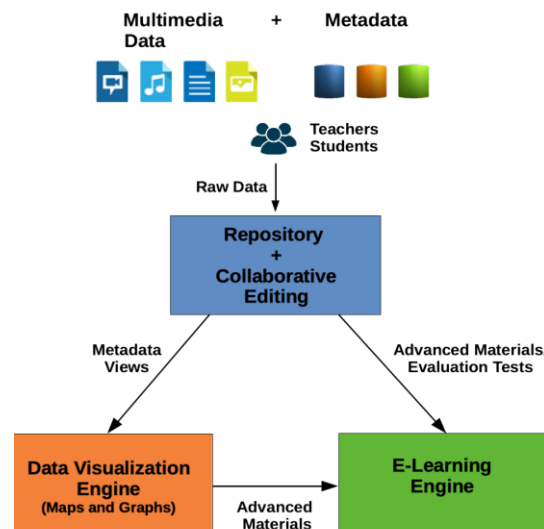 Multimedia + Metadata
Data
Teachers
Students
Raw Data
Repository
+
Collaborative
Editing
Metadata
Views
Advanced Materials
Evaluation Tests
Data Visualization
Engine
(Maps and Graphs)
E-Learning
Engine
Advanced
Materials